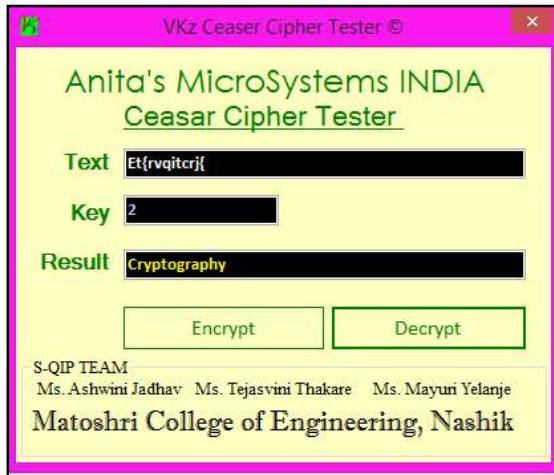 VKz Ceaser Cipher Tester ©
Anita's MicroSystems INDIA
Ceasar Cipher Tester
Text Et{rvqitcrj{
Key 2
Result Cryptography
Encrypt Decrypt
S-QIP TEAM
Ms. Ashwini Jadhav Ms. Tejasvini Thakare Ms. Mayuri Yelanje
Matoshri College of Engineering, Nashik